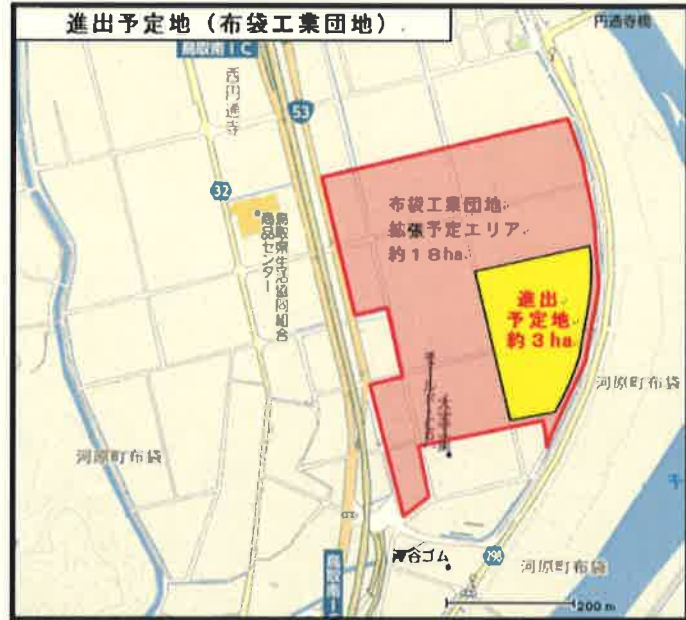 進出予定地(布袋工業団地)
鳥取南IC
円通寺橋
西円通寺
53
32
鳥取県生活協同組合
商品センター
布袋工業団地
拡張予定エリア
約18ha
進出
予定地
約3ha
河原町布袋
河原町布袋
千
谷ゴム
298
河原町布袋
鳥取南I
200m